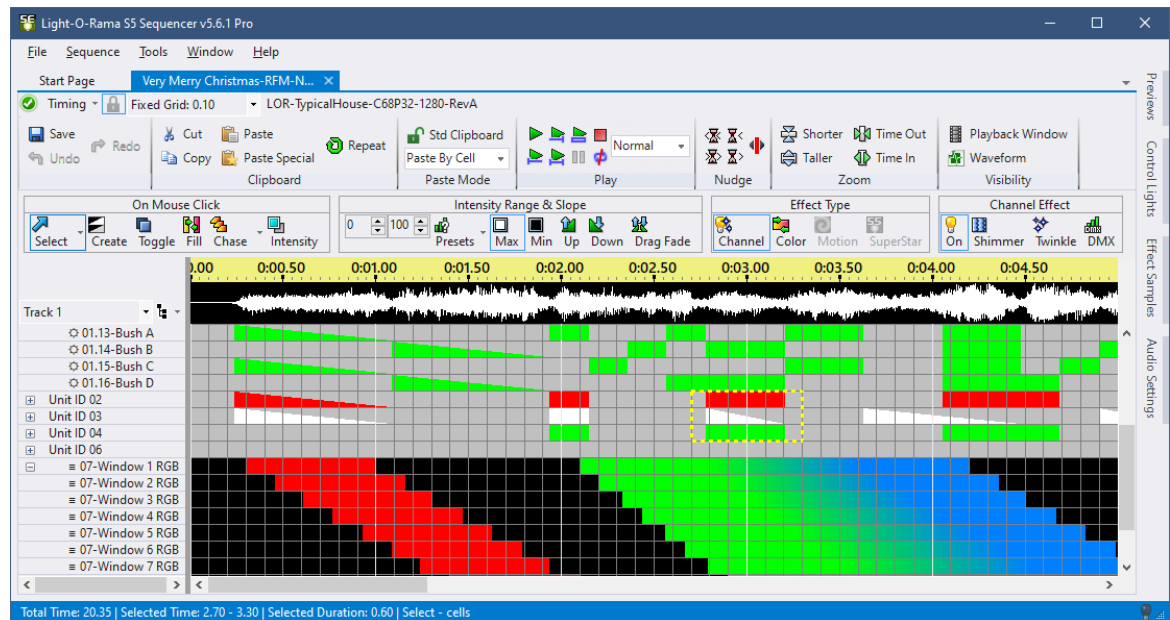 Light-O-Rama S5 Sequencer v5.6.1 Pro
File Sequence Tools Window Help
Start Page Very Merry Christmas-RFM-N... ×
Timing Fixed Grid: 0.10 LOR-TypicalHouse-C68P32-1280-RevA
Save Redo Cut Paste Repeat Std Clipboard Normal Shorter Time Out Playback Window
Undo Copy Paste Special Paste By Cell Taller Time In Waveform
Clipboard Paste Mode Play Nudge Zoom Visibility
On Mouse Click Intensity Range & Slope Effect Type Channel Effect
0 100
Select Create Toggle Fill Chase Intensity Presets Max Min Up Down Drag Fade Channel Color Motion SuperStar On Shimmer Twinkle DMX
0.00 0:00.50 0:01.00 0:01.50 0:02.00 0:02.50 0:03.00 0:03.50 0:04.00 0:04.50
Track 1
01.13-Bush A
01.14-Bush B
01.15-Bush C
01.16-Bush D
Unit ID 02
Unit ID 03
Unit ID 04
Unit ID 06
07-Window 1 RGB
07-Window 2 RGB
07-Window 3 RGB
07-Window 4 RGB
07-Window 5 RGB
07-Window 6 RGB
07-Window 7 RGB
Total Time: 20.35 | Selected Time: 2.70 - 3.30 | Selected Duration: 0.60 | Select - cells
Previews
Control Lights
Effect Samples
Audio Settings